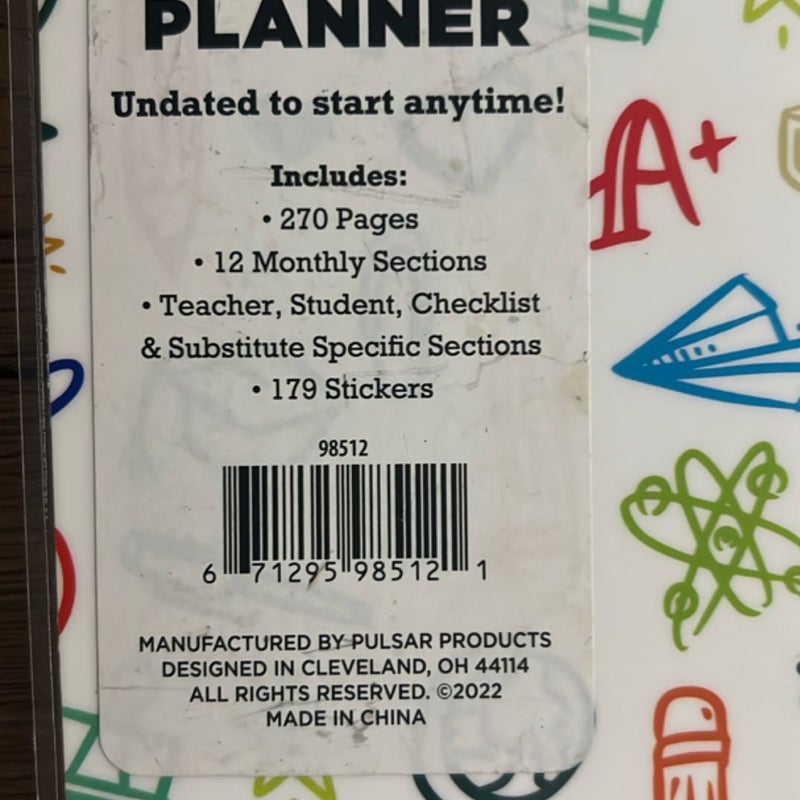 PLANNER
Undated to start anytime!
Includes:
• 270 Pages
• 12 Monthly Sections
• Teacher, Student, Checklist
& Substitute Specific Sections
• 179 Stickers
98512
6 71295 98512 1
MANUFACTURED BY PULSAR PRODUCTS
DESIGNED IN CLEVELAND, OH 44114
ALL RIGHTS RESERVED. ©2022
MADE IN CHINA
A+